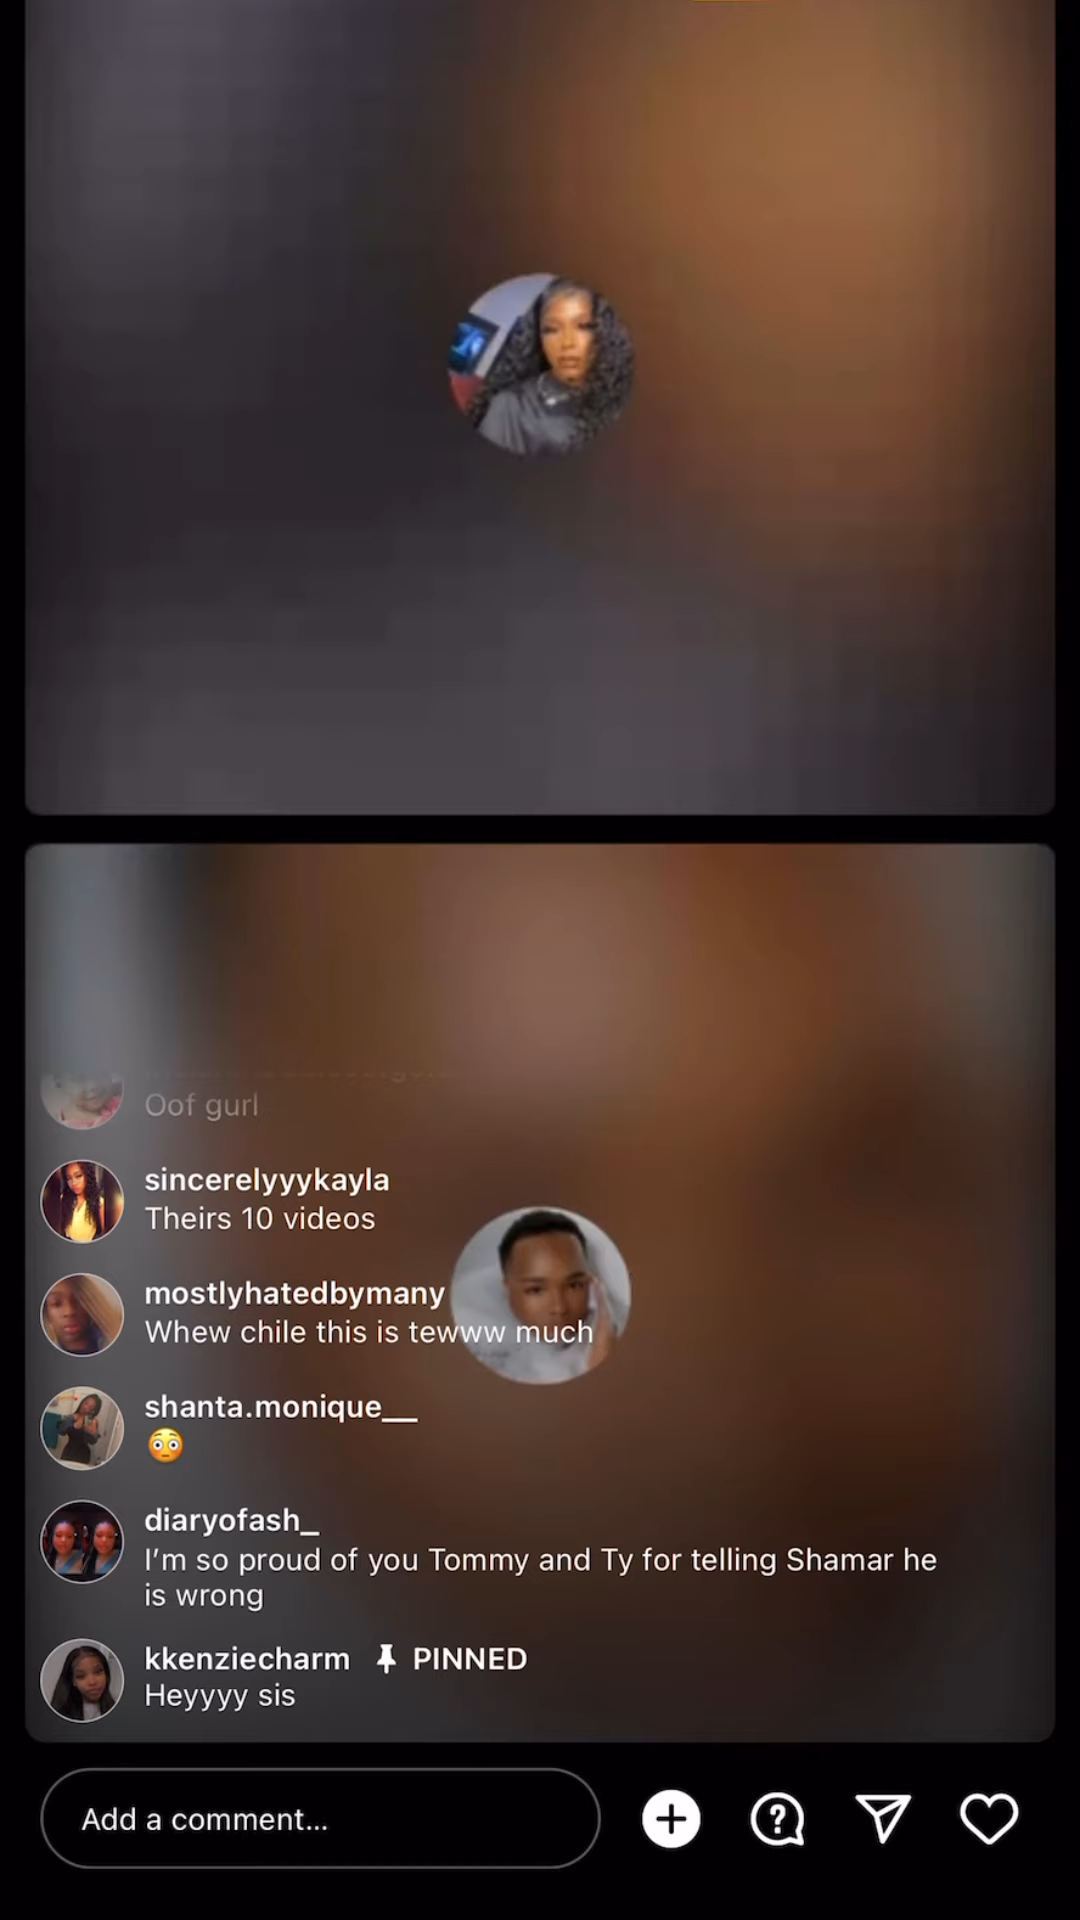 Oof gurl
sincerelyyykayla
Theirs 10 videos
mostlyhatedbymany
Whew chile this is tewww much
shanta.monique__
😳
diaryofash_
I’m so proud of you Tommy and Ty for telling Shamar he
is wrong
kkenziecharm PINNED
Heyyyy sis
Add a comment...